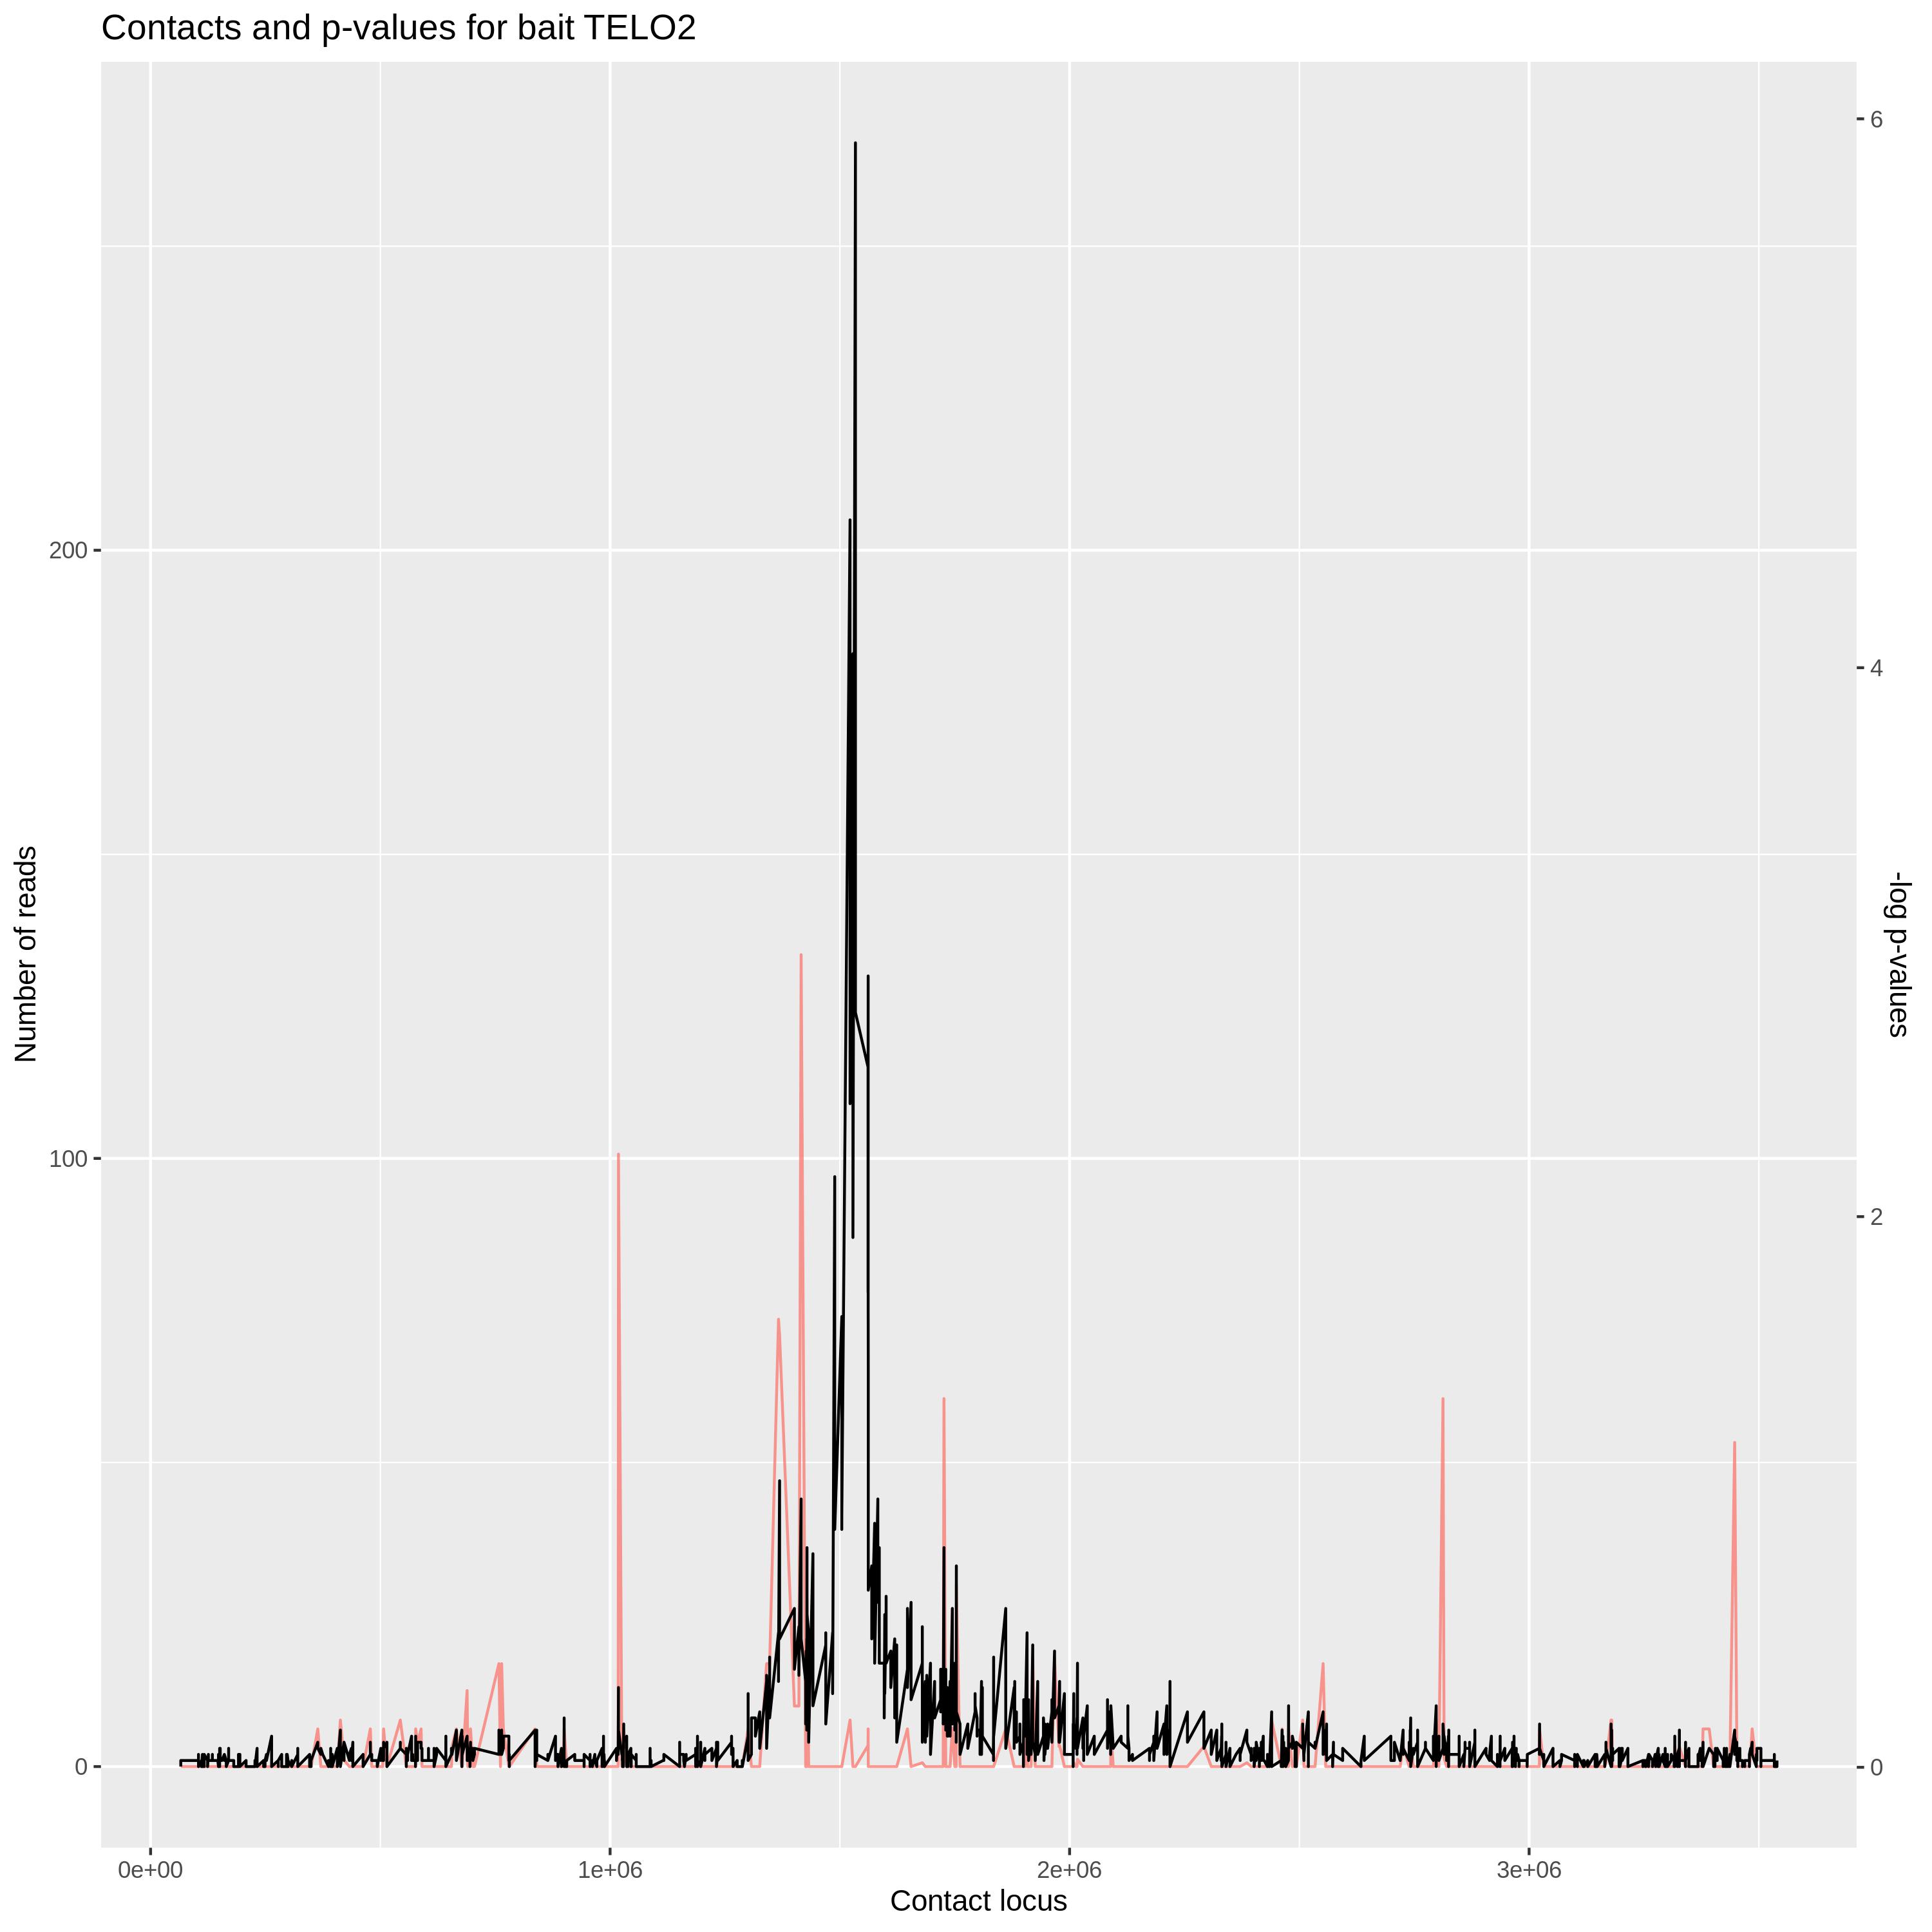 Contacts and p-values for bait TELO2
6
200
4
Number of reads
-log p-values
100
2
0
0
0e+00
1e+06
2e+06
3e+06
Contact locus